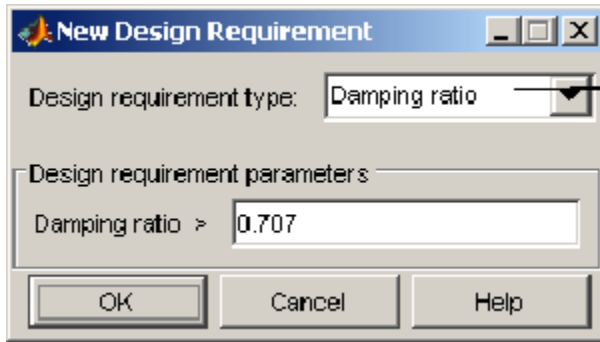 New Design Requirement
Design requirement type: Damping ratio
Design requirement parameters
Damping ratio > 0.707
OK Cancel Help